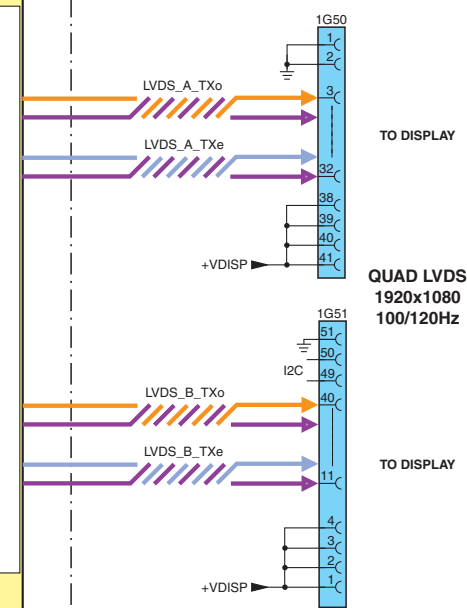 1G50
1
2
LVDS_A_TXo
3
TO DISPLAY
LVDS_A_TXe
32
38
39
40
+VDISP
41
QUAD LVDS
1920x1080
100/120Hz
1G51
51
50
I2C
49
LVDS_B_TXo
40
LVDS_B_TXe
TO DISPLAY
11
4
3
2
+VDISP
1